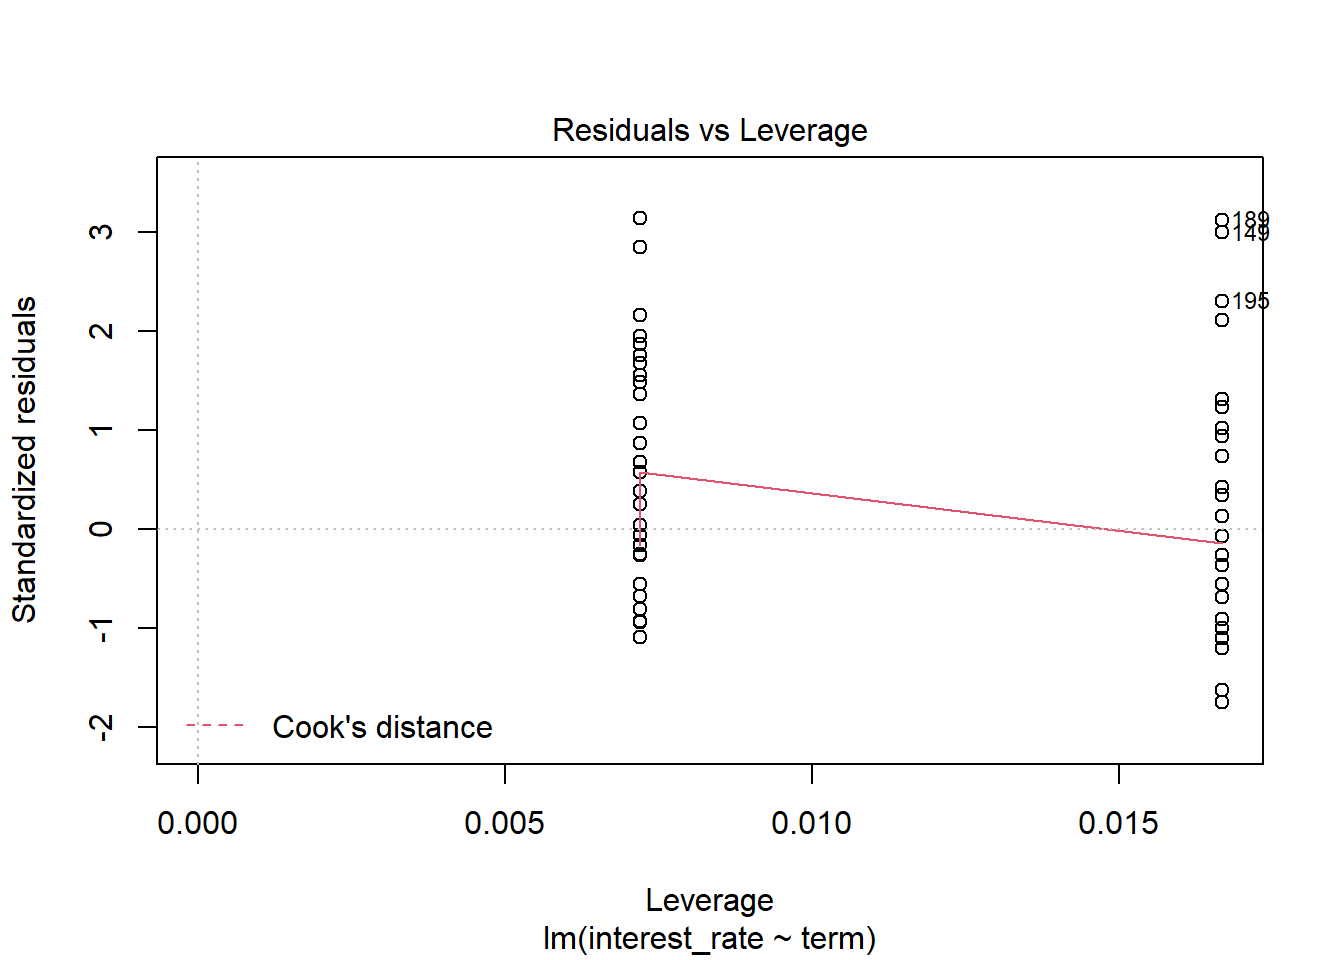 Residuals vs Leverage
Standardized residuals
3
2
1
0
-1
-2
189
149
195
Cook's distance
0.000 0.005 0.010 0.015
Leverage
lm(interest_rate ~ term)